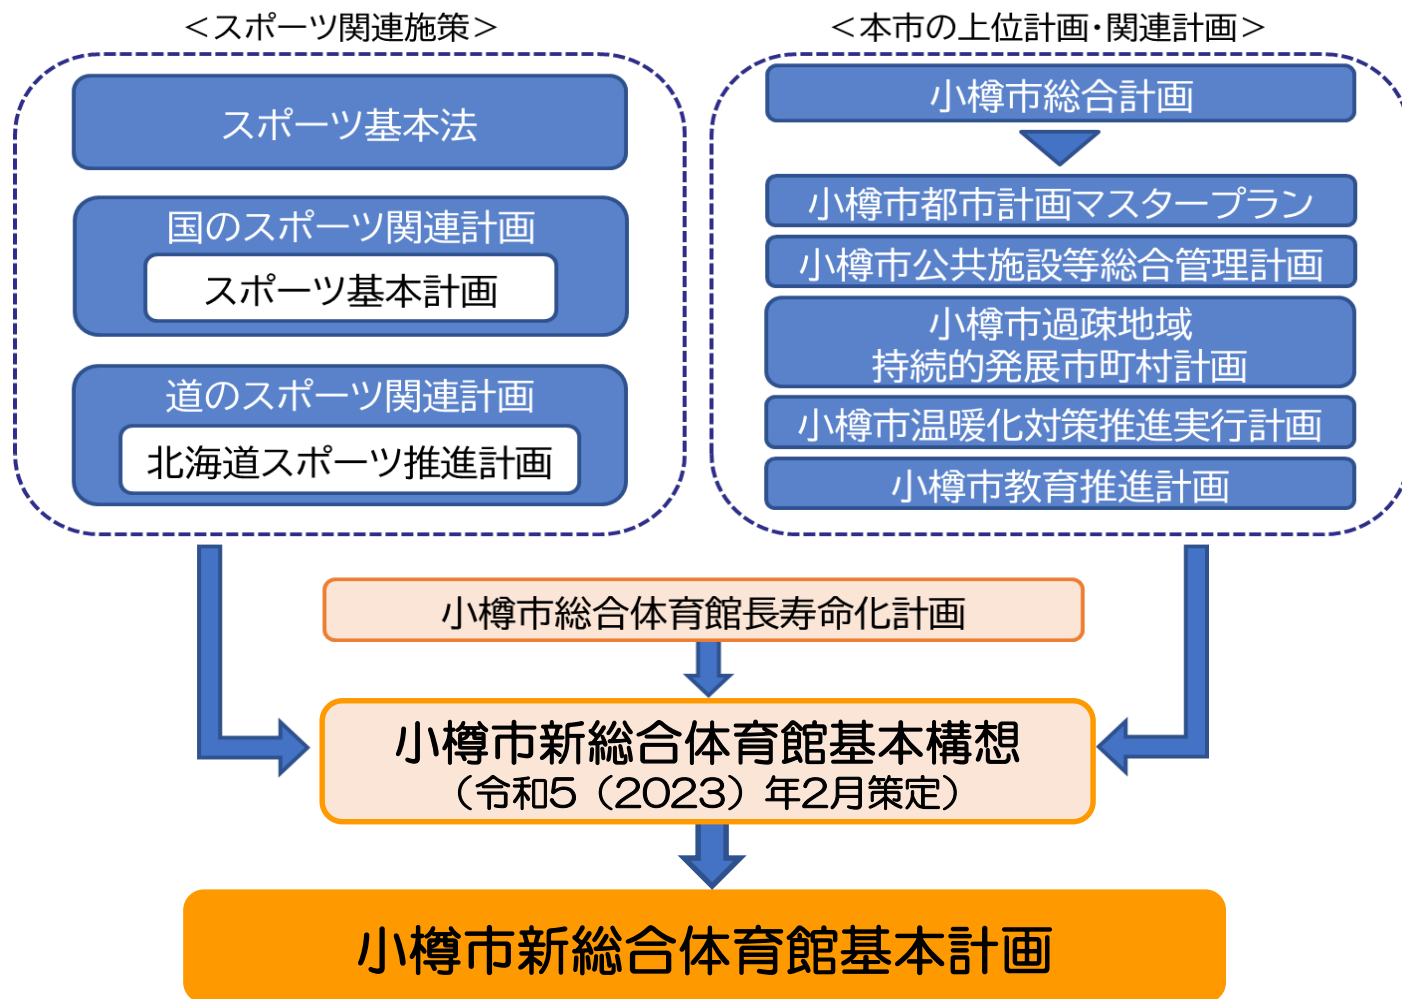 ＜スポーツ関連施策＞
スポーツ基本法
国のスポーツ関連計画
スポーツ基本計画
道のスポーツ関連計画
北海道スポーツ推進計画
＜本市の上位計画・関連計画＞
小樽市総合計画
小樽市都市計画マスタープラン
小樽市公共施設等総合管理計画
小樽市過疎地域
持続的発展市町村計画
小樽市温暖化対策推進実行計画
小樽市教育推進計画
小樽市総合体育館長寿命化計画
小樽市新総合体育館基本構想
（令和5（2023）年2月策定）
小樽市新総合体育館基本計画